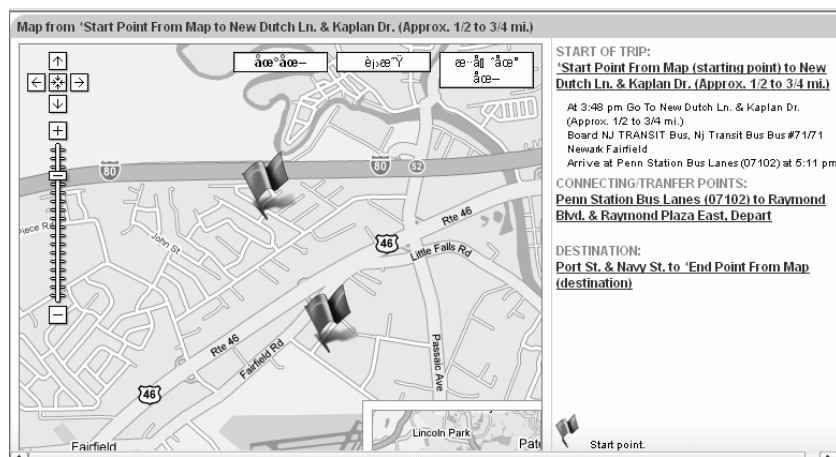 Map from *Start Point From Map to New Dutch Ln. & Kaplan Dr. (Approx. 1/2 to 3/4 mi.)
åœ°åœ–
è¡›æ˜Ÿ
åœ–
80
80
62
Rte 46
46
John St
Little Falls Rd
Rte 46
Fairfield Rd
Passaic Ave
46
Fairfield
Lincoln Park
START OF TRIP:
*Start Point From Map (starting point) to New
Dutch Ln. & Kaplan Dr. (Approx. 1/2 to 3/4 mi.)
At 3:48 pm Go To New Dutch Ln. & Kaplan Dr.
(Approx. 1/2 to 3/4 mi.)
Board NJ TRANSIT Bus, Nj Transit Bus Bus #71/71
Newark Fairfield
Arrive at Penn Station Bus Lanes (07102) at 5:11 pm
CONNECTING/TRANFER POINTS:
Penn Station Bus Lanes (07102) to Raymond
Blvd. & Raymond Plaza East, Depart
DESTINATION:
Port St. & Navy St. to *End Point From Map
(destination)
Start point.